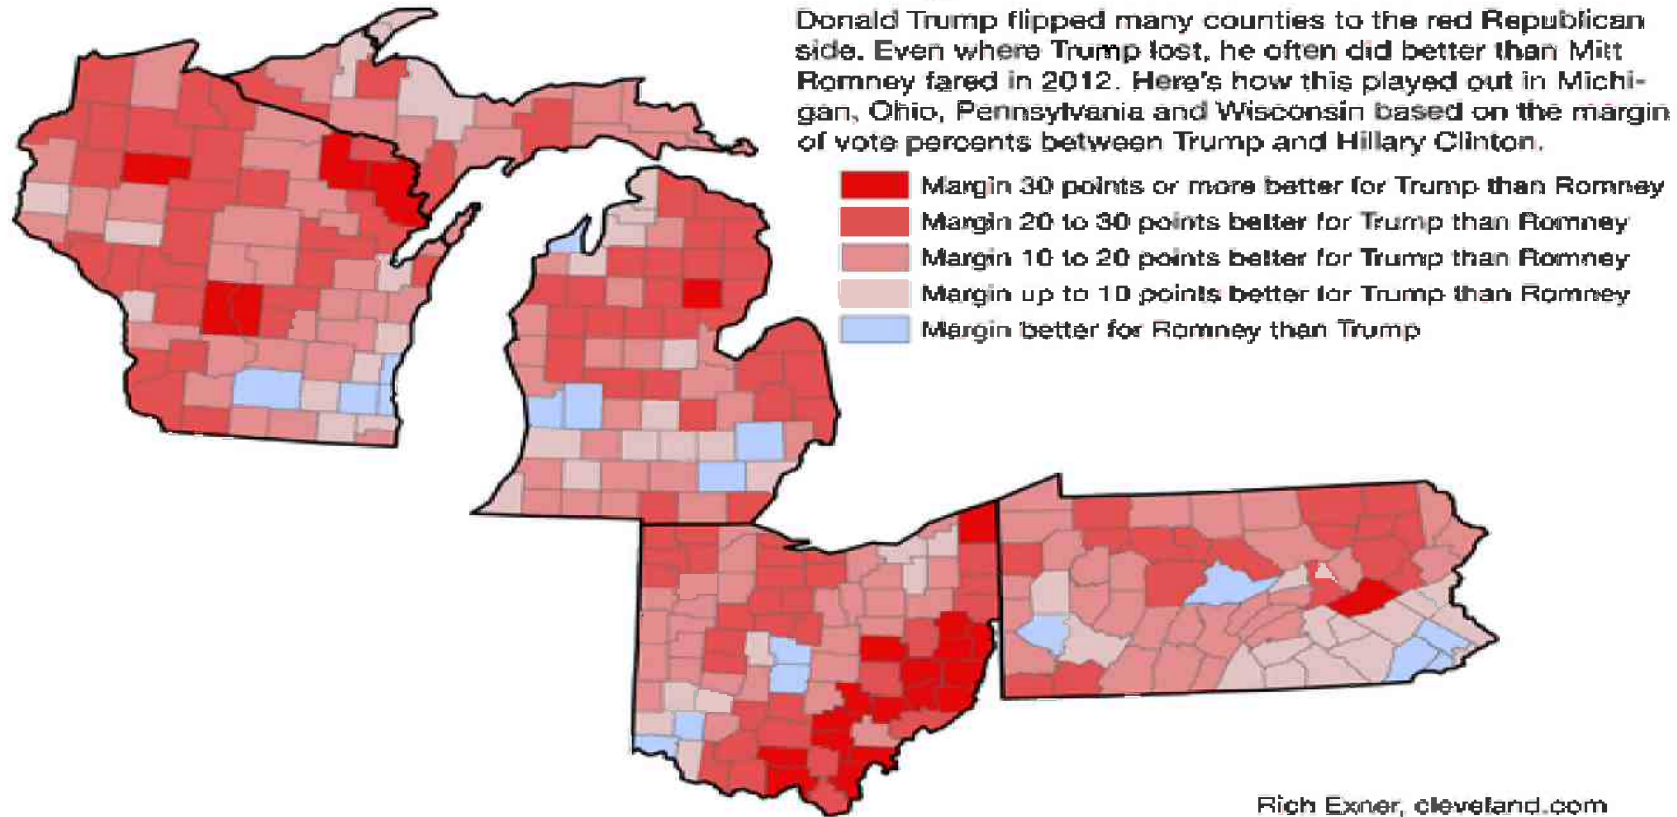 Donald Trump flipped many counties to the red Republican
side. Even where Trump lost, he often did better than Mitt
Romney fared in 2012. Here's how this played out in Michi-
gan, Ohio, Pennsylvania and Wisconsin based on the margin
of vote percents between Trump and Hillary Clinton.
Margin 30 points or more better for Trump than Romney
Margin 20 to 30 points better for Trump than Romney
Margin 10 to 20 points better for Trump than Romney
Margin up to 10 points better for Trump than Romney
Margin better for Romney than Trump
Rich Exner, cleveland.com